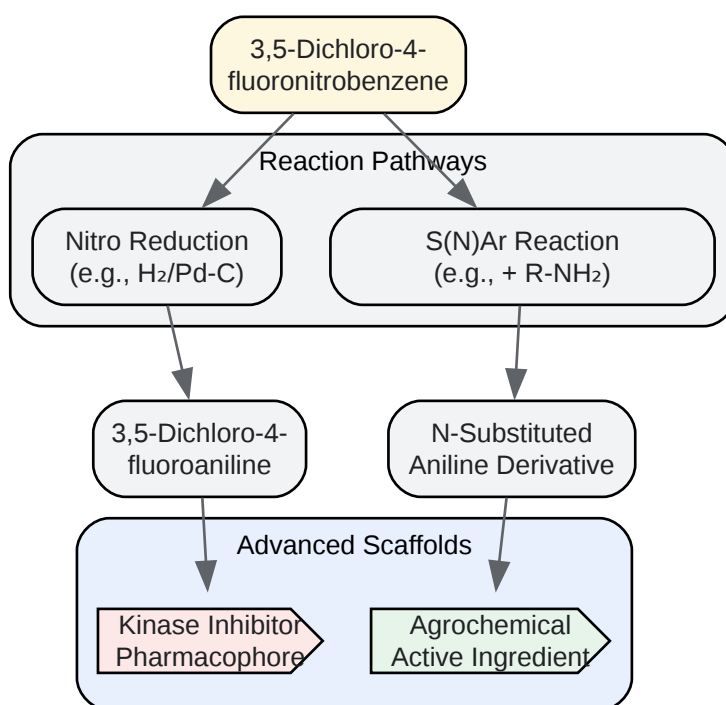 3,5-Dichloro-4-
fluoronitrobenzene
Reaction Pathways
Nitro Reduction
(e.g., H₂/Pd-C)
S(N)Ar Reaction
(e.g., + R-NH₂)
3,5-Dichloro-4-
fluoroaniline
N-Substituted
Aniline Derivative
Advanced Scaffolds
Kinase Inhibitor
Pharmacophore
Agrochemical
Active Ingredient